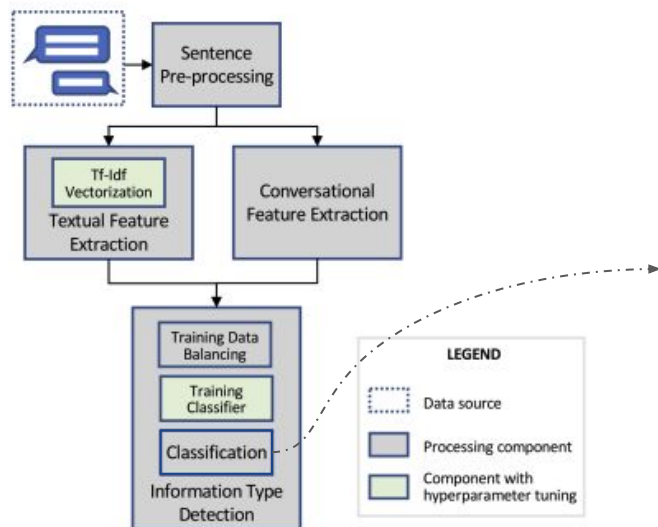 Sentence
Pre-processing
Tf-Idf
Vectorization
Textual Feature
Extraction
Conversational
Feature Extraction
Training Data
Balancing
Training
Classifier
Classification
Information Type
Detection
LEGEND
Data source
Processing component
Component with
hyperparameter tuning